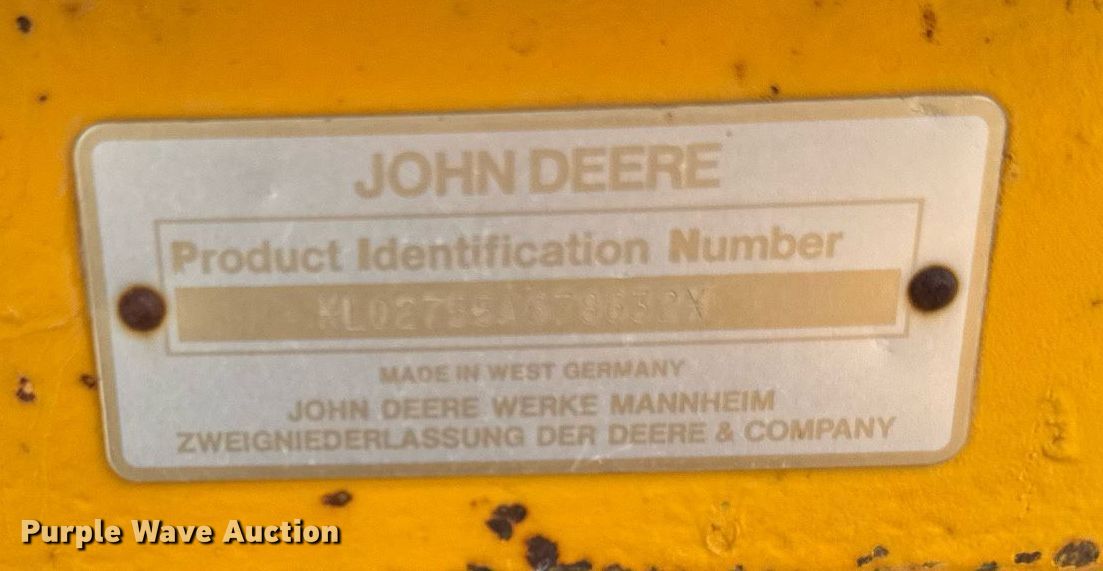 JOHN DEERE
Product Identification Number
MADE IN WEST GERMANY
JOHN DEERE WERKE MANNHEIM
ZWEIGNIEDERLASSUNG DER DEERE & COMPANY
Purple Wave Auction